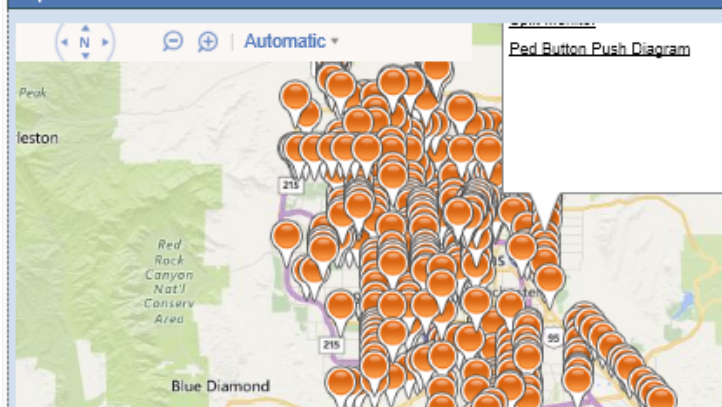 N
Automatic
Ped Button Push Diagram
Peak
leston
215
Red
Rock
Canyon
Nat'l
Conserv
Area
95
215
Blue Diamond